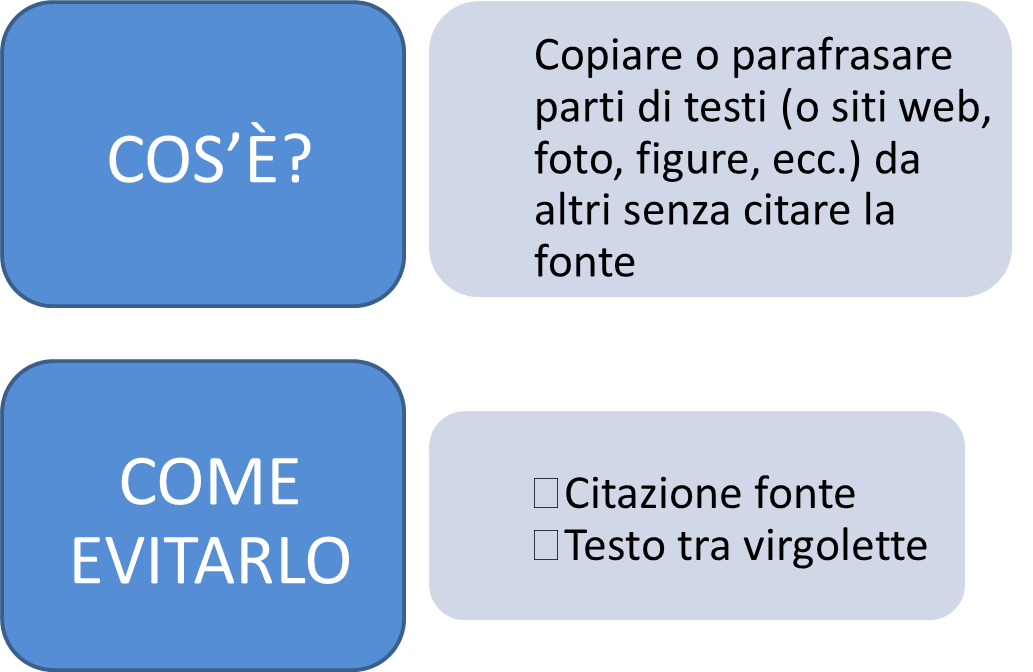 COS’È?
Copiare o parafrasare
parti di testi (o siti web,
foto, figure, ecc.) da
altri senza citare la
fonte
COME
EVITARLO
Citazione fonte
Testo tra virgolette